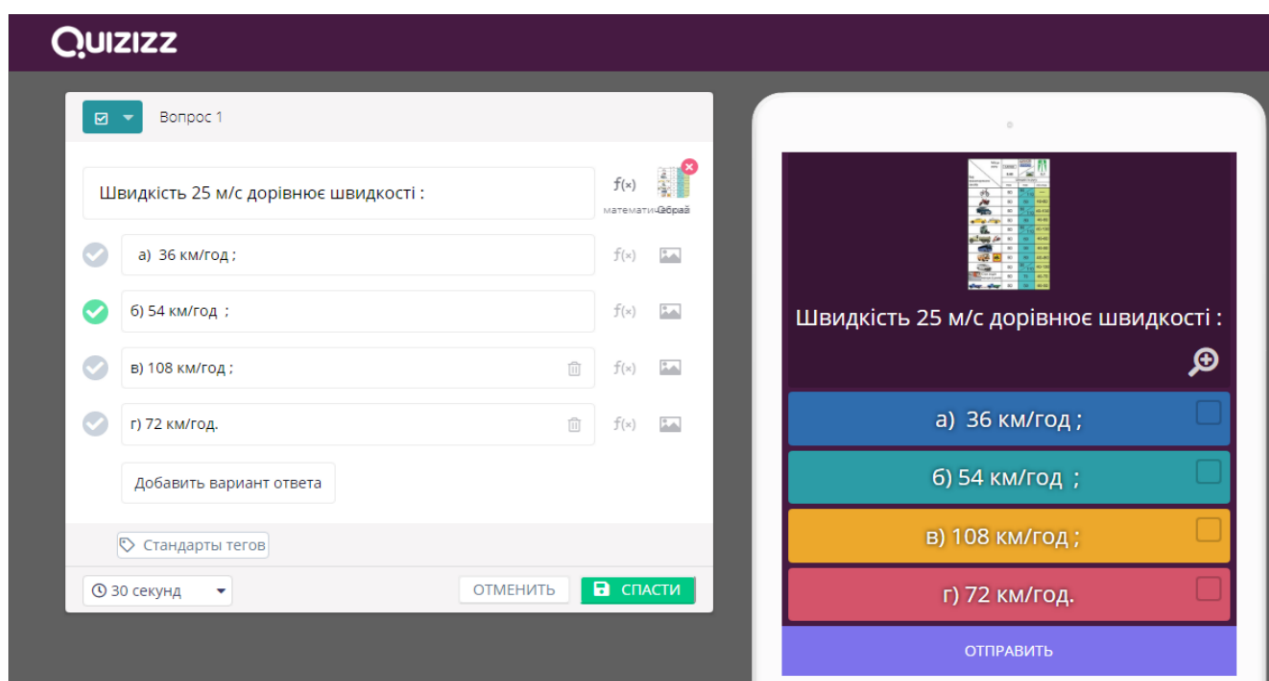 Quizizz
Вопрос 1
Швидкість 25 м/с дорівнює швидкості :
f(x)
а) 36 км/год ;
f(x)
б) 54 км/год ;
f(x)
в) 108 км/год ;
f(x)
г) 72 км/год.
f(x)
Добавить вариант ответа
Стандарты тегов
30 секунд
ОТМЕНИТЬ
СПАСТИ
Швидкість 25 м/с дорівнює швидкості :
а) 36 км/год ;
б) 54 км/год ;
в) 108 км/год ;
г) 72 км/год.
ОТПРАВИТЬ